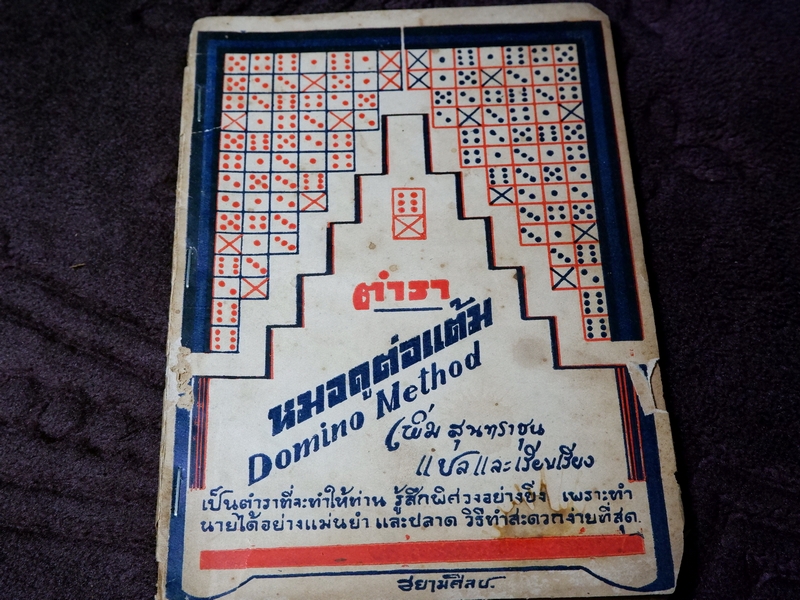 ตำรา
หมอดูต่อแต้ม
Domino Method
เพิ่ม สุนทราชุน
แปลและเรียบเรียง
เป็นตำราที่จะทำให้ท่าน รู้สึกพิศวงอย่างยิ่ง เพราะทำ
นายได้อย่างแม่นยำ และปลาด วิธีทำสะดวกง่ายที่สุด.
สยามศิลป.